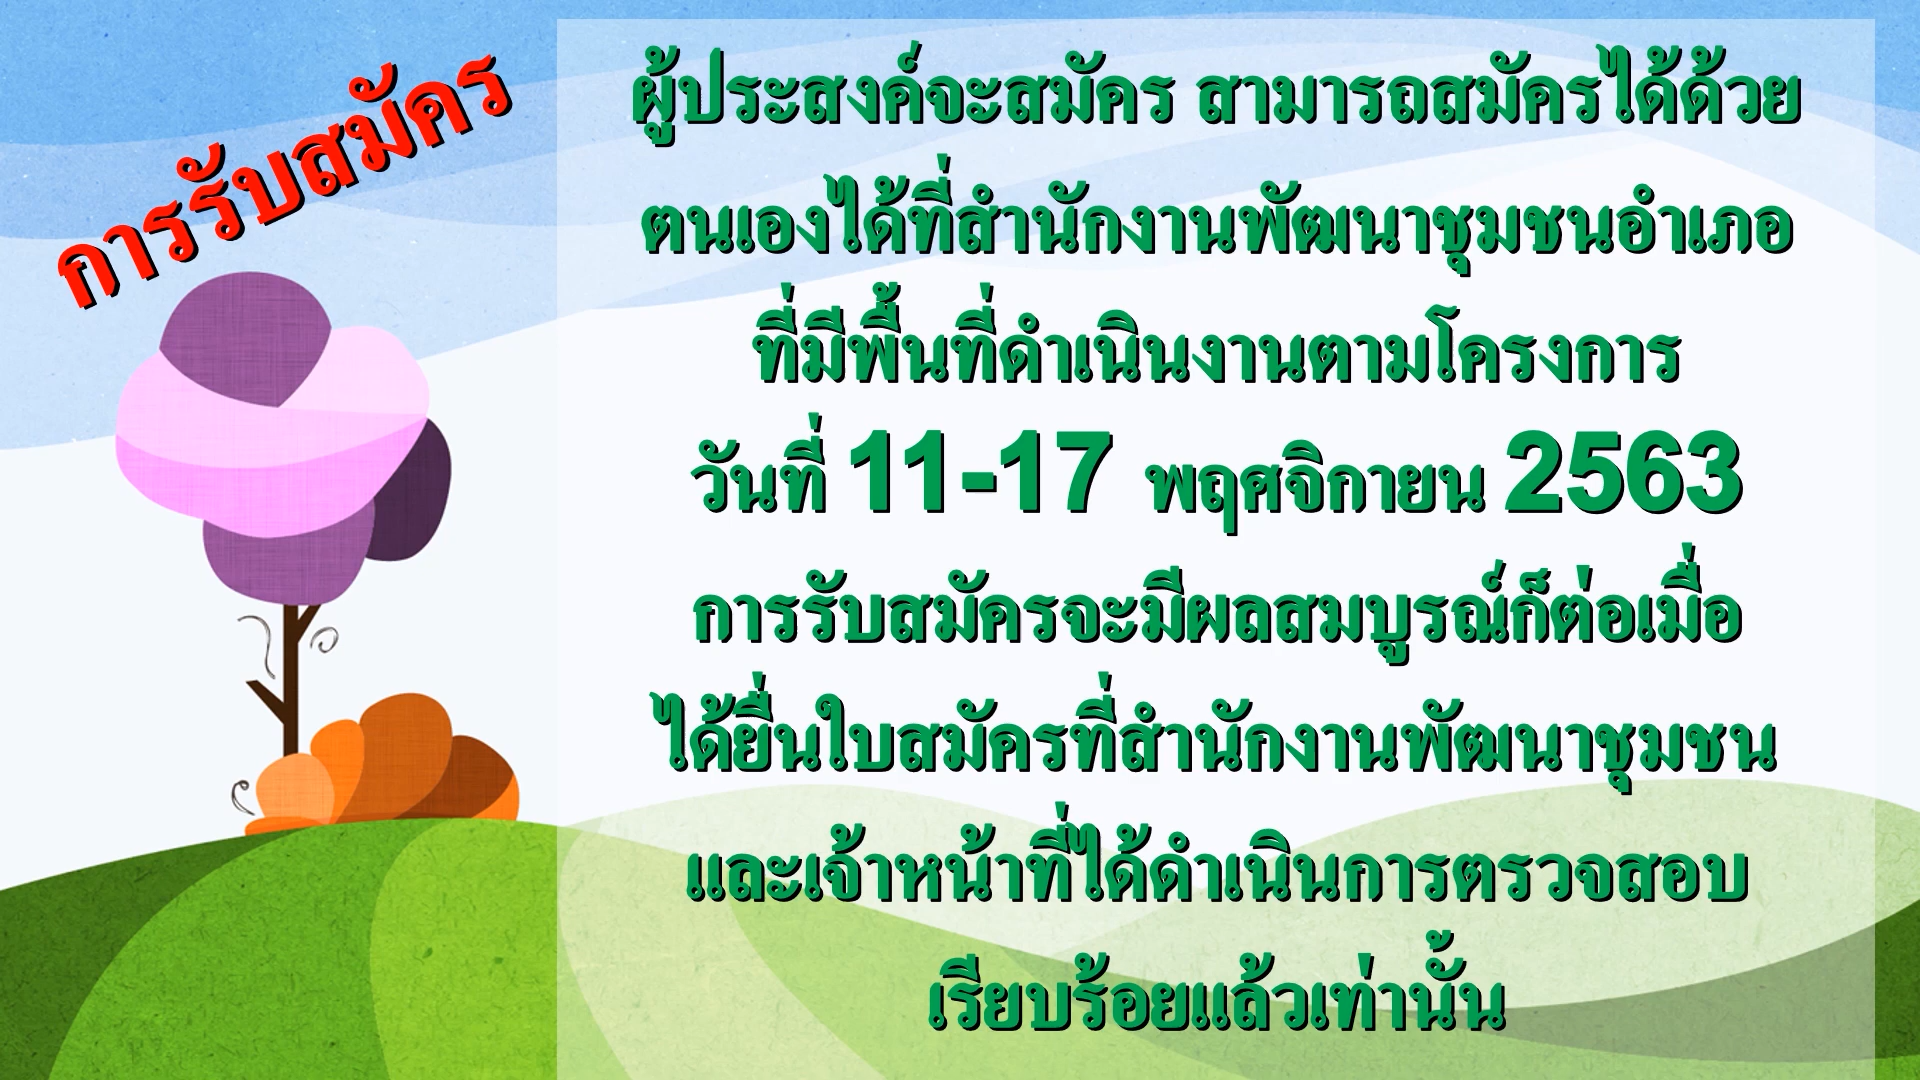 การรับสมัคร
ผู้ประสงค์จะสมัคร สามารถสมัครได้ด้วย
ตนเองได้ที่สำนักงานพัฒนาชุมชนอำเภอ
ที่มีพื้นที่ดำเนินงานตามโครงการ
วันที่ 11-17 พฤศจิกายน 2563
การรับสมัครจะมีผลสมบูรณ์ก็ต่อเมื่อ
ได้ยื่นใบสมัครที่สำนักงานพัฒนาชุมชน
และเจ้าหน้าที่ได้ดำเนินการตรวจสอบ
เรียบร้อยแล้วเท่านั้น